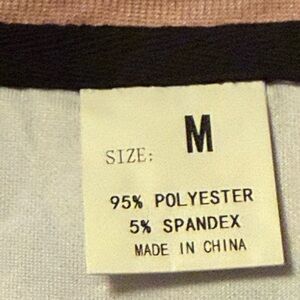 SIZE: M
95% POLYESTER
5% SPANDEX
MADE IN CHINA